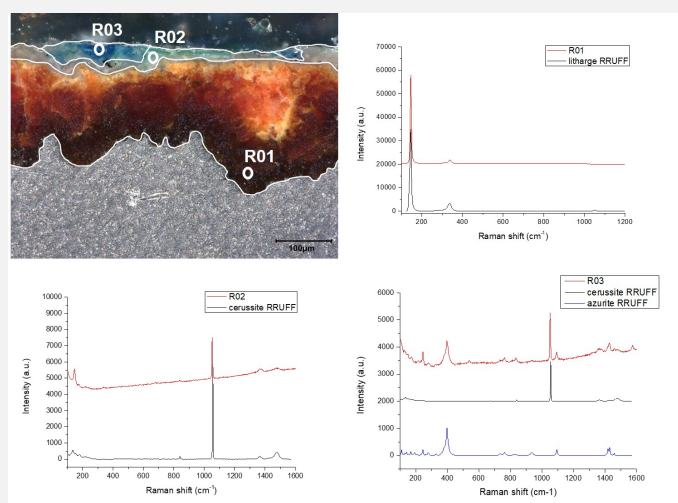 R03
R02
R01
100µm
R01
litharge RRUFF
Intensity (a.u.)
70000
60000
50000
40000
30000
20000
10000
0
200
400
600
800
1000
1200
Raman shift (cm-1)
R02
cerussite RRUFF
Intensity (a.u.)
10000
9000
8000
7000
6000
5000
4000
3000
2000
1000
0
200
400
600
800
1000
1200
1400
1600
Raman shift (cm-1)
R03
cerussite RRUFF
azurite RRUFF
Intensity (a.u.)
6000
5000
4000
3000
2000
1000
0
200
400
600
800
1000
1200
1400
1600
Raman shift (cm-1)